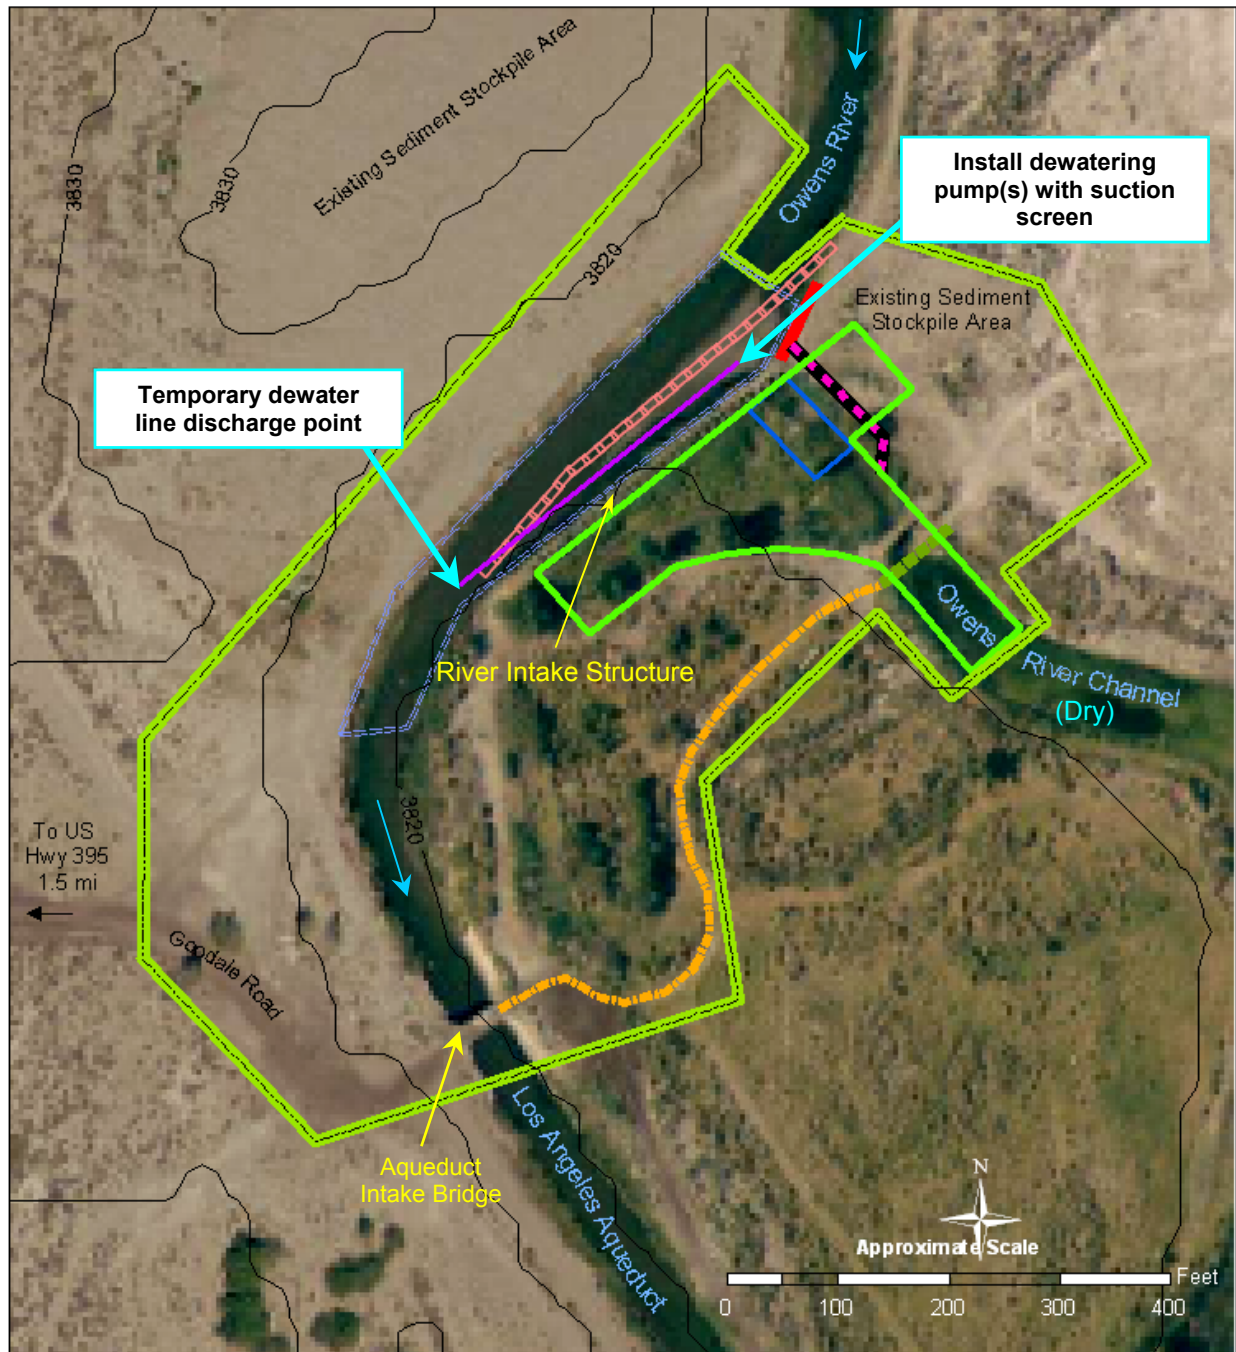 Existing Sediment Stockpile Area
3830
3830
3820
Owens River
Install dewatering
pump(s) with suction
screen
Existing Sediment
Stockpile Area
Temporary dewater
line discharge point
River Intake Structure
Owens
River Channel
(Dry)
3820
To US
Hwy 395
1.5 mi
Goodale Road
Aqueduct
Intake Bridge
Los Angeles Aqueduct
N
Approximate Scale
Feet
0 100 200 300 400